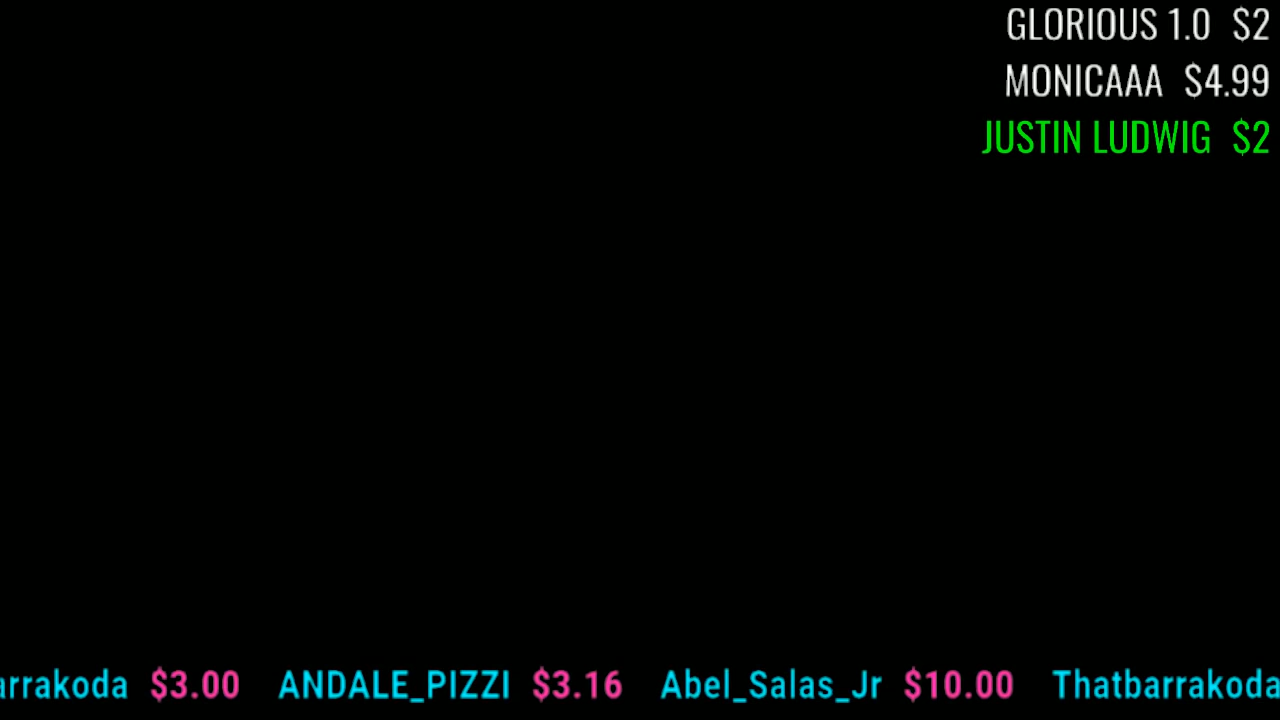 GLORIOUS 1.0 $2
MONICAAA $4.99
JUSTIN LUDWIG $2
arrakoda $3.00 ANDALE_PIZZI $3.16 Abel_Salas_Jr $10.00 Thatbarrakoda